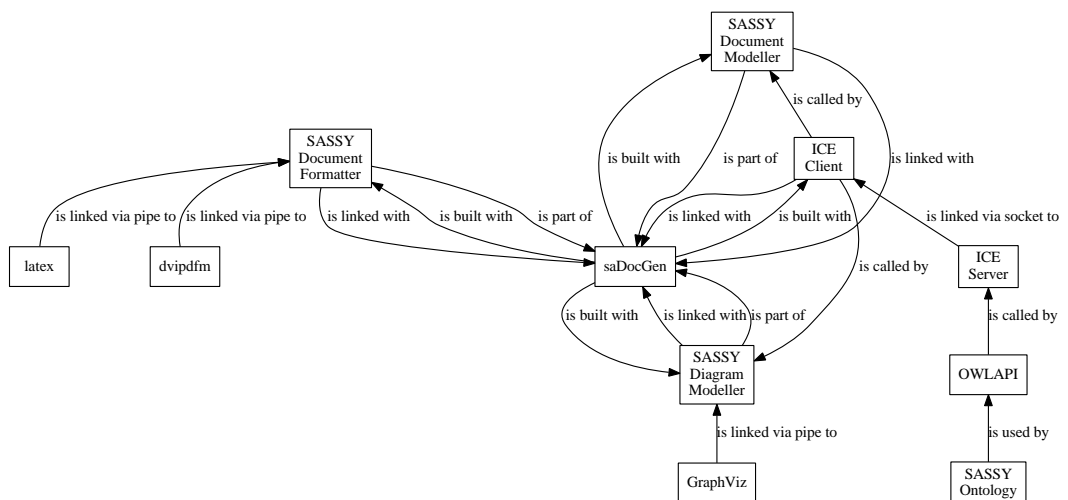 SASSY
Document
Modeller
is called by
SASSY
Document
Formatter
ICE
Client
is built with
is part of
is linked with
is linked via pipe to
is linked via pipe to
is linked with
is built with
is part of
is linked with
is built with
is linked via socket to
latex
dvipdfm
saDocGen
is called by
ICE
Server
is built with
is linked with
is part of
is called by
SASSY
Diagram
Modeller
OWLAPI
is linked via pipe to
is used by
GraphViz
SASSY
Ontology